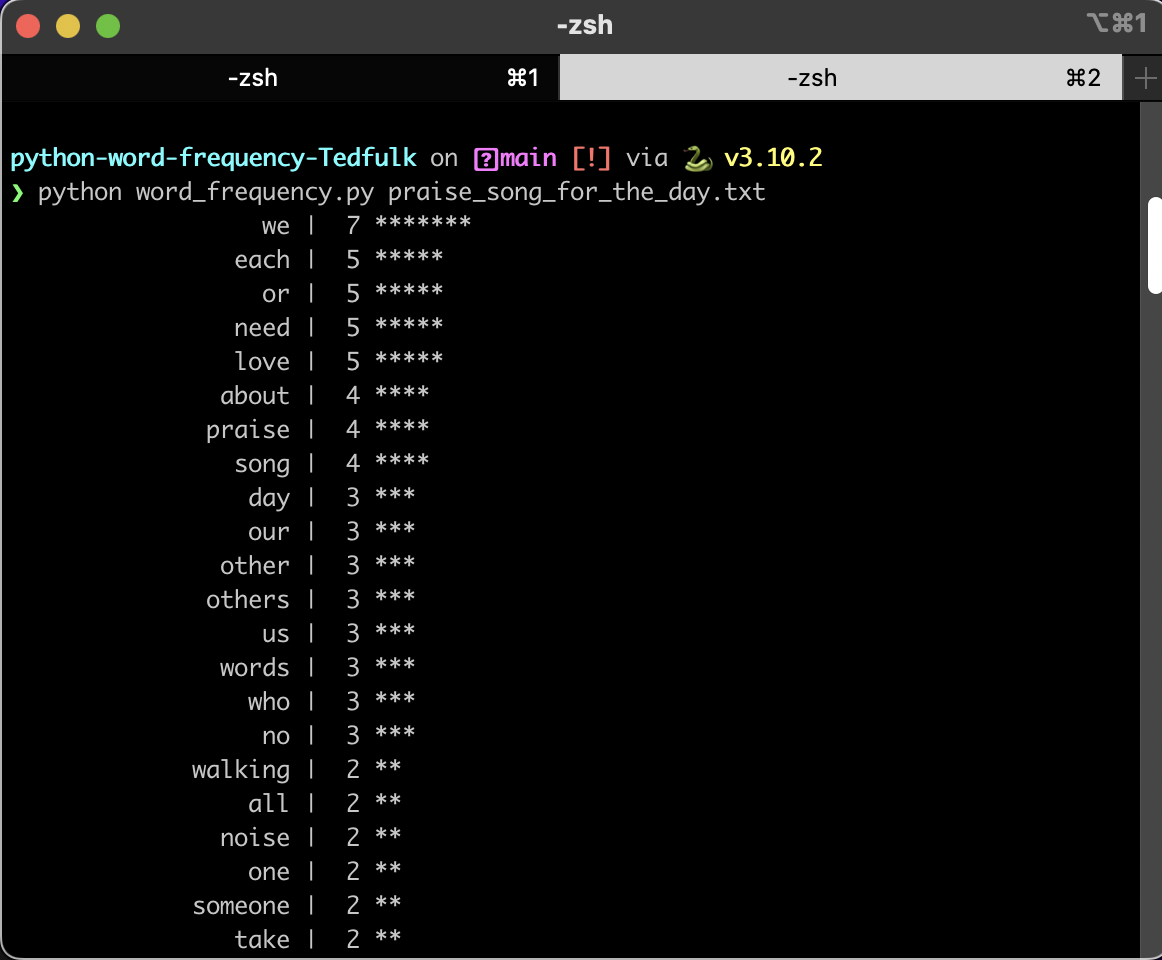 -zsh ⌥⌘1
-zsh ⌘1 -zsh ⌘2 +
python-word-frequency-Tedfulk on ?main [!] via 🐍 v3.10.2
❯ python word_frequency.py praise_song_for_the_day.txt
we | 7 *******
each | 5 *****
or | 5 *****
need | 5 *****
love | 5 *****
about | 4 ****
praise | 4 ****
song | 4 ****
day | 3 ***
our | 3 ***
other | 3 ***
others | 3 ***
us | 3 ***
words | 3 ***
who | 3 ***
no | 3 ***
walking | 2 **
all | 2 **
noise | 2 **
one | 2 **
someone | 2 **
take | 2 **